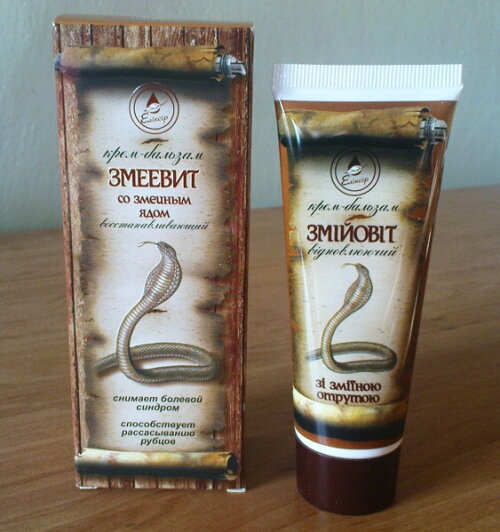 Еліксір
крем-бальзам
ЗМЕЕВИТ
со змеиным
ядом
восстанавливающий
снимает болевой
синдром
способствует
рассасыванию
рубцов
Еліксір
крем-бальзам
ЗМІЙОВІТ
відновлюючий
зі зміїною
отрутою